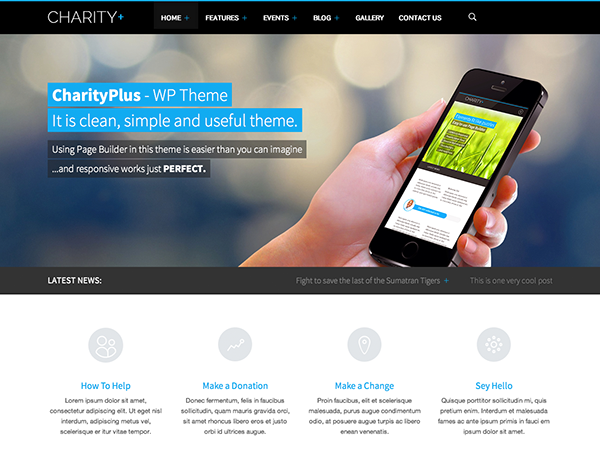 CHARITY+
HOME + FEATURES + EVENTS + BLOG + GALLERY CONTACT US
CharityPlus - WP Theme
It is clean, simple and useful theme.
Using Page Builder in this theme is easier than you can imagine
...and responsive works just PERFECT.
CHARITY+
LATEST NEWS:
Fight to save the last of the Sumatran Tigers +
This is one very cool post
How To Help
Lorem ipsum dolor sit amet,
consectetur adipiscing elit. Ut eget nisl
interdum, adipiscing metus vel,
scelerisque er itur vitae tempor.
Make a Donation
Donec fermentum, felis in faucibus
sollicitudin, quam mauris gravida orci,
sit amet rhoncus libero eros et justo
orbi id ultrices augue.
Make a Change
Proin faucibus, elit et scelerisque
malesuada, purus augue condimentum
odio, at posuere augue turpis ac libero
enean venenatis.
Sey Hello
Quisque porttitor sollicitudin mi, quis
pretium enim. Interdum et malesuada
fames ac ante ipsum primis in fauci em
ipsum dolor sit amet.